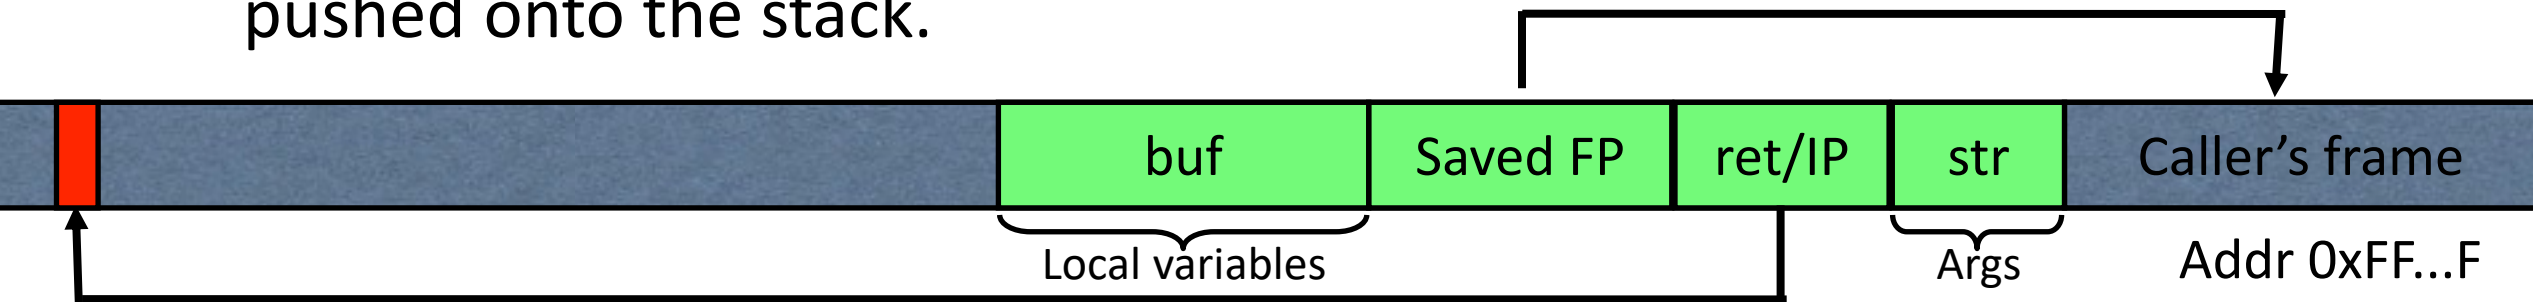 pushed onto the stack.
buf Saved FP ret/IP str Caller’s frame
Local variables Args Addr 0xFF...F